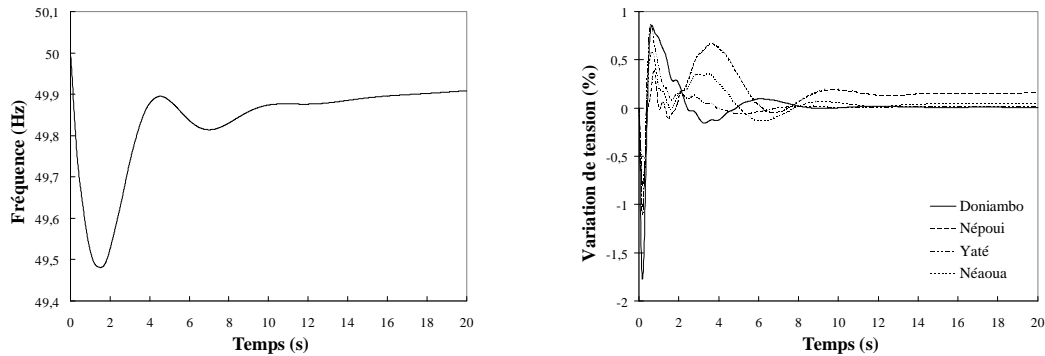 50,1
50
49,9
49,8
49,7
49,6
49,5
49,4
0 2 4 6 8 10 12 14 16 18 20
Fréquence (Hz)
Temps (s)
1
0,5
0
-0,5
-1
-1,5
-2
0 2 4 6 8 10 12 14 16 18 20
Variation de tension (%)
Temps (s)
Doniambo
Népoui
Yaté
Néaoua